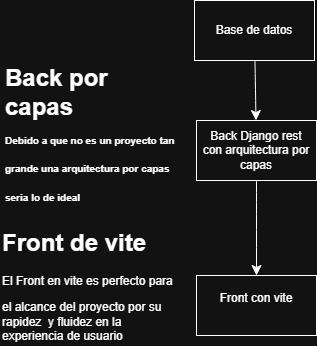 Base de datos
Back por
capas
Debido a que no es un proyecto tan
grande una arquitectura por capas
seria lo de ideal
Back Django rest
con arquitectura por
capas
Front de vite
El Front en vite es perfecto para
el alcance del proyecto por su
rapidez y fluidez en la
experiencia de usuario
Front con vite